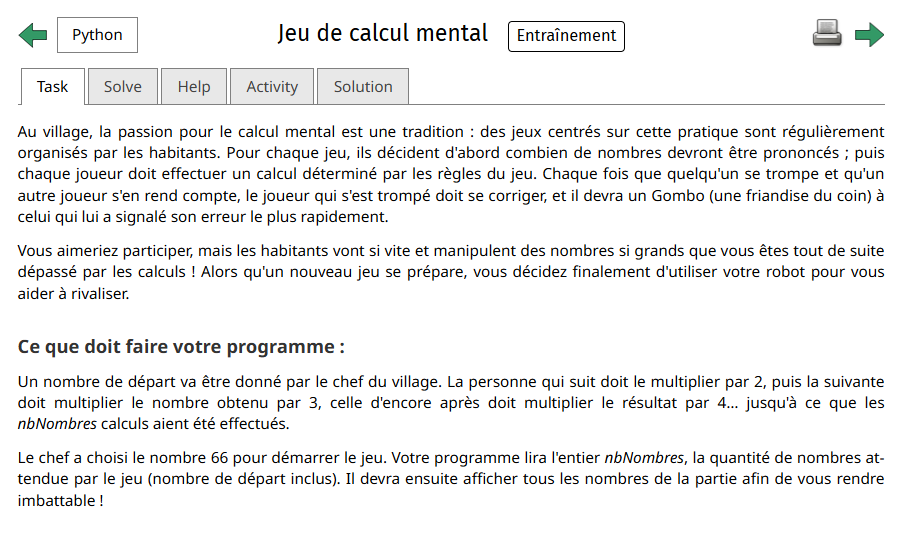 Python
Jeu de calcul mental
Entraînement
Task
Solve
Help
Activity
Solution
Au village, la passion pour le calcul mental est une tradition : des jeux centrés sur cette pratique sont régulièrement
organisés par les habitants. Pour chaque jeu, ils décident d'abord combien de nombres devront être prononcés ; puis
chaque joueur doit effectuer un calcul déterminé par les règles du jeu. Chaque fois que quelqu'un se trompe et qu'un
autre joueur s'en rend compte, le joueur qui s'est trompé doit se corriger, et il devra un Gombo (une friandise du coin) à
celui qui lui a signalé son erreur le plus rapidement.
Vous aimeriez participer, mais les habitants vont si vite et manipulent des nombres si grands que vous êtes tout de suite
dépassé par les calculs ! Alors qu'un nouveau jeu se prépare, vous décidez finalement d'utiliser votre robot pour vous
aider à rivaliser.
Ce que doit faire votre programme :
Un nombre de départ va être donné par le chef du village. La personne qui suit doit le multiplier par 2, puis la suivante
doit multiplier le nombre obtenu par 3, celle d'encore après doit multiplier le résultat par 4... jusqu'à ce que les
nbNombres calculs aient été effectués.
Le chef a choisi le nombre 66 pour démarrer le jeu. Votre programme lira l'entier nbNombres, la quantité de nombres at-
tendue par le jeu (nombre de départ inclus). Il devra ensuite afficher tous les nombres de la partie afin de vous rendre
imbattable !